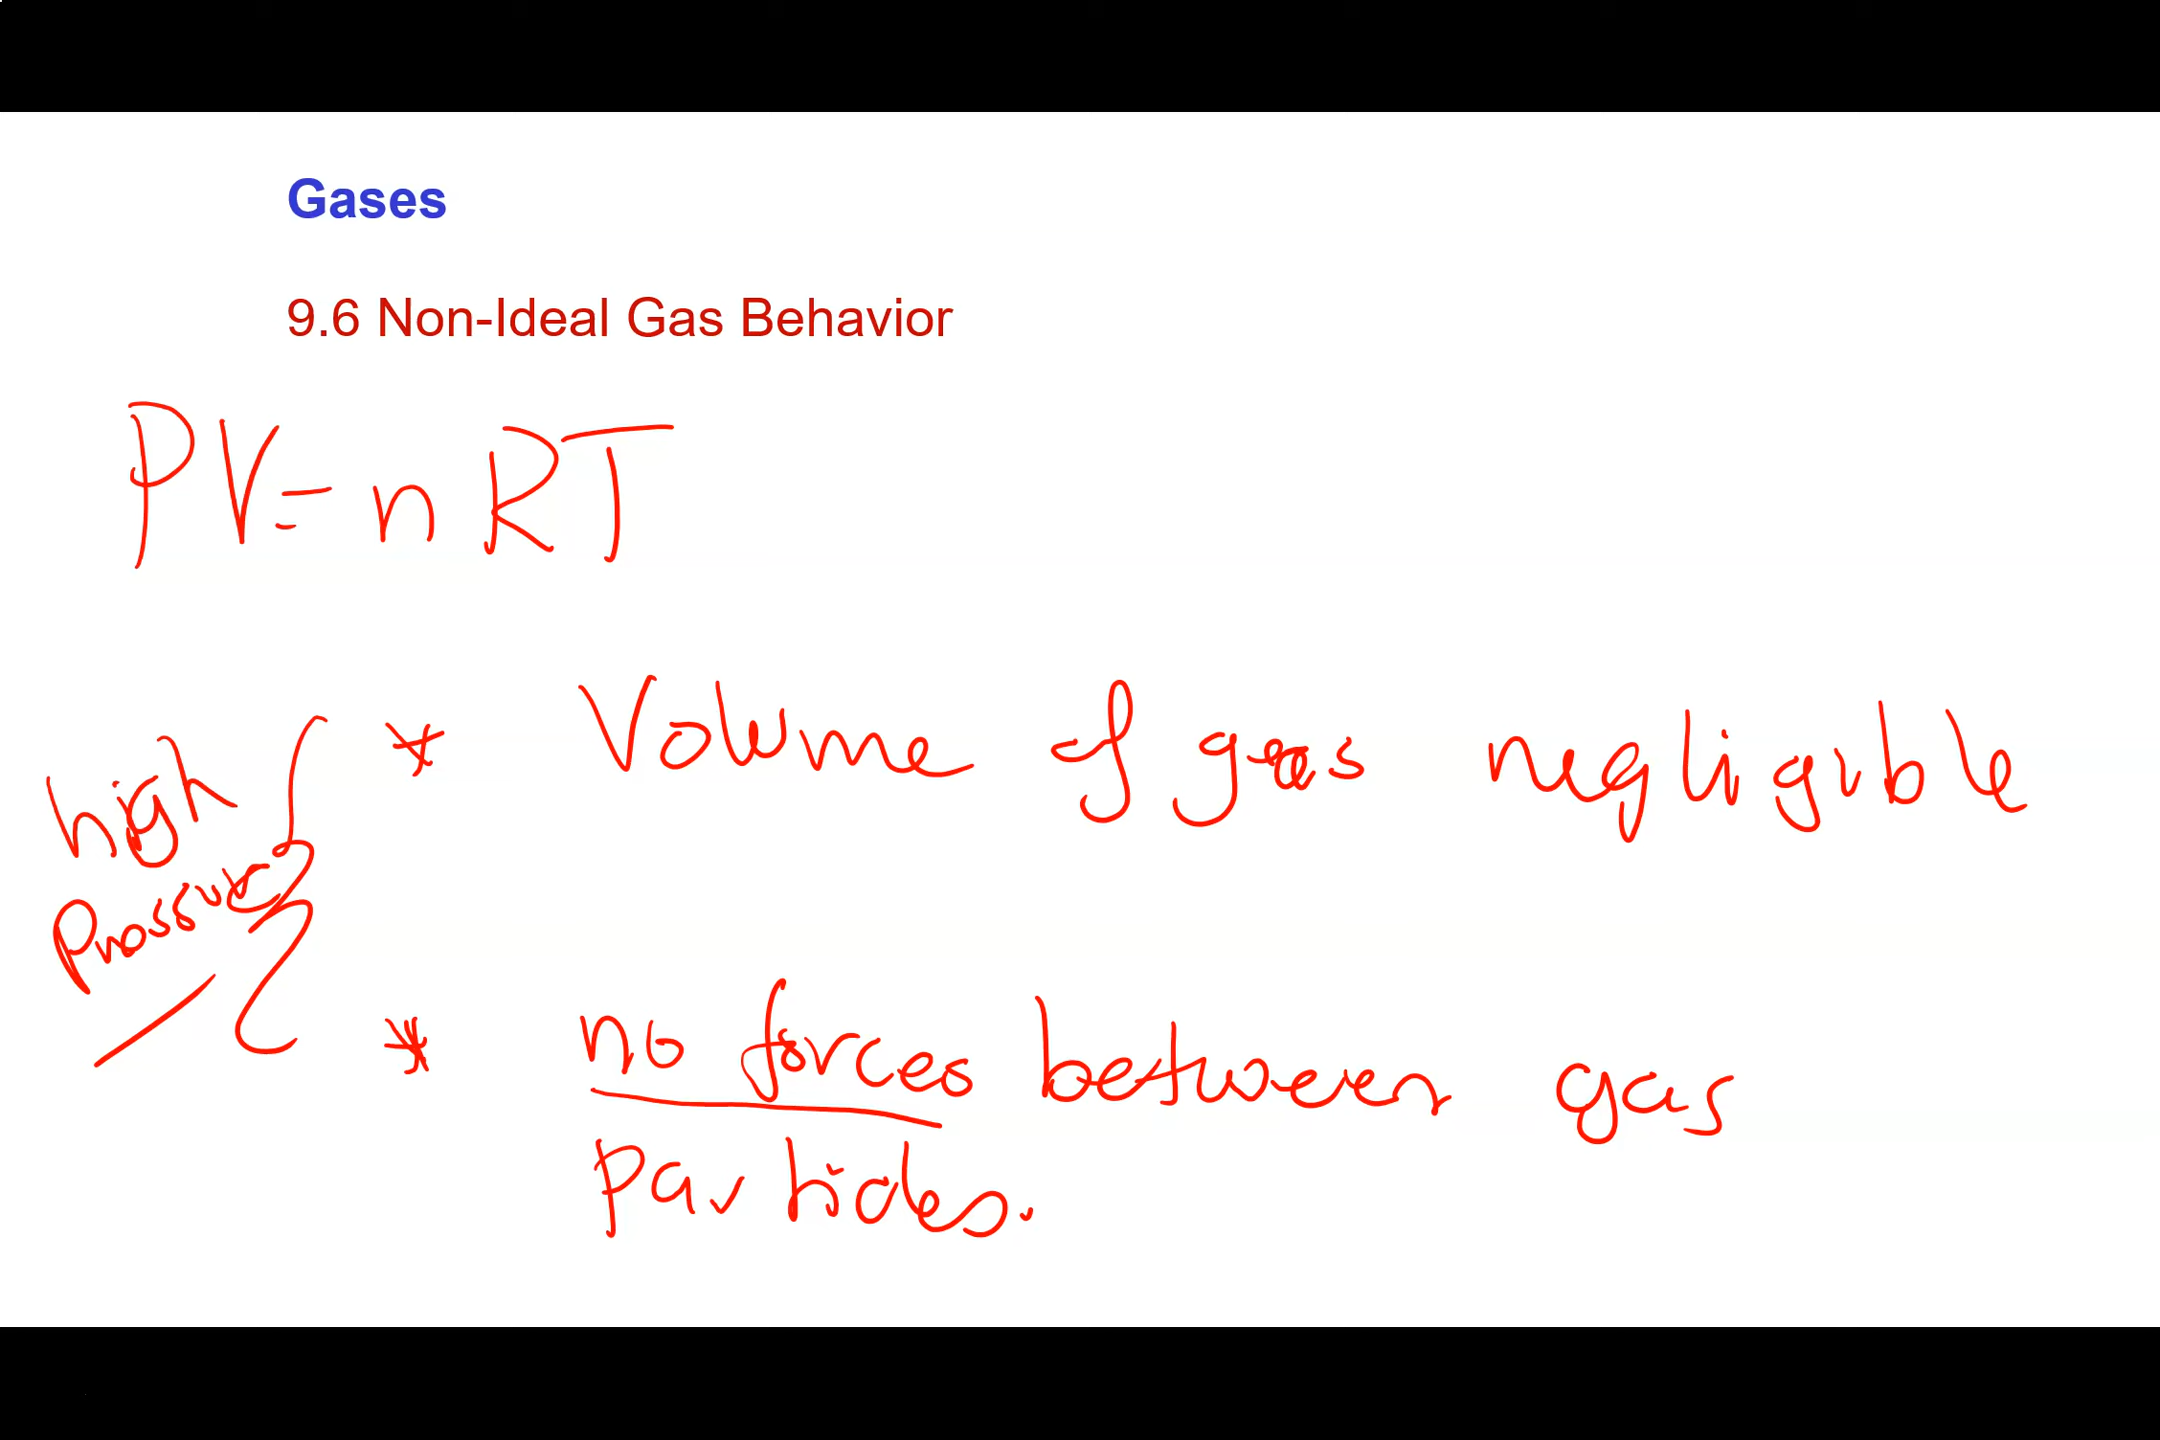 Gases
9.6 Non-Ideal Gas Behavior
PV = nRT
high
Pressure
* Volume of gas negligible
* no forces between gas
particles.